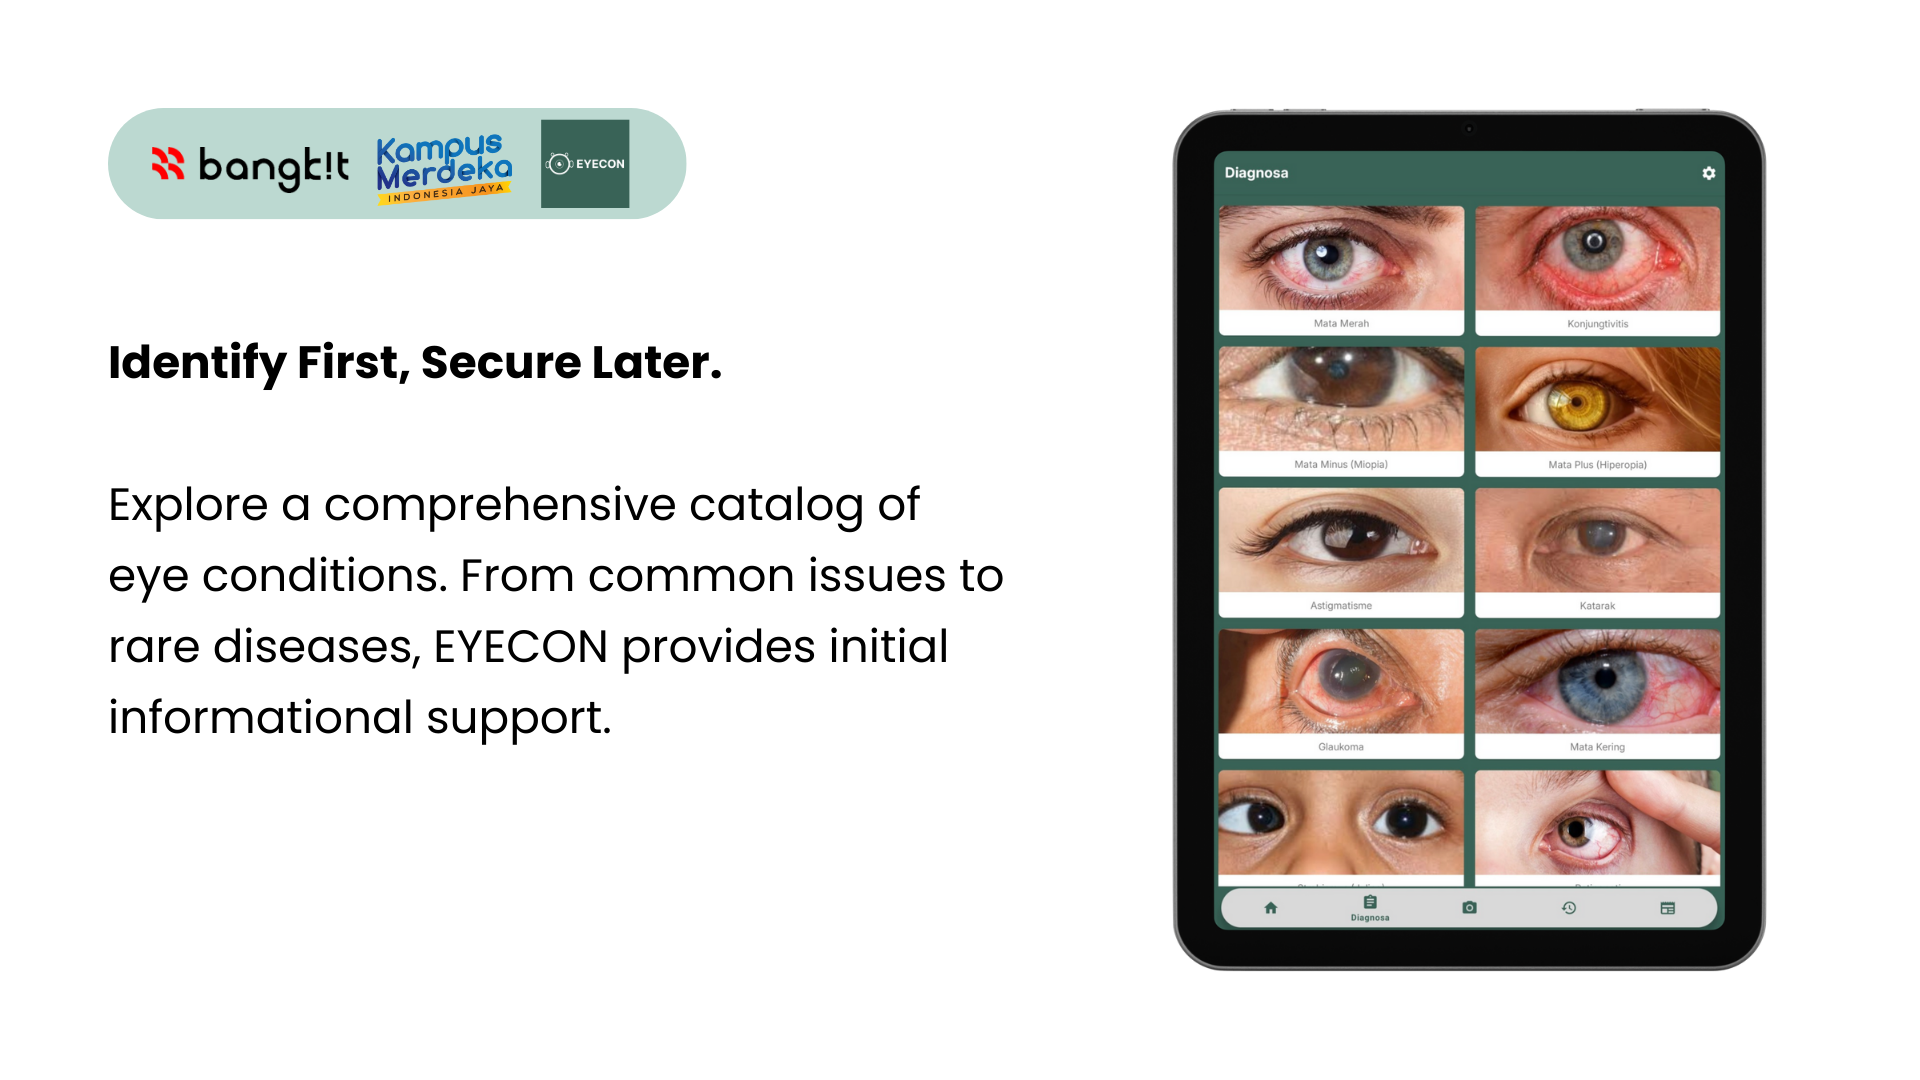 bangk!t
Kampus
Merdeka
INDONESIA JAYA
EYECON
Identify First, Secure Later.
Explore a comprehensive catalog of
eye conditions. From common issues to
rare diseases, EYECON provides initial
informational support.
Diagnosa
Mata Merah
Konjungtivitis
Mata Minus (Miopia)
Mata Plus (Hiperopia)
Astigmatisme
Katarak
Glaukoma
Mata Kering
Diagnosa